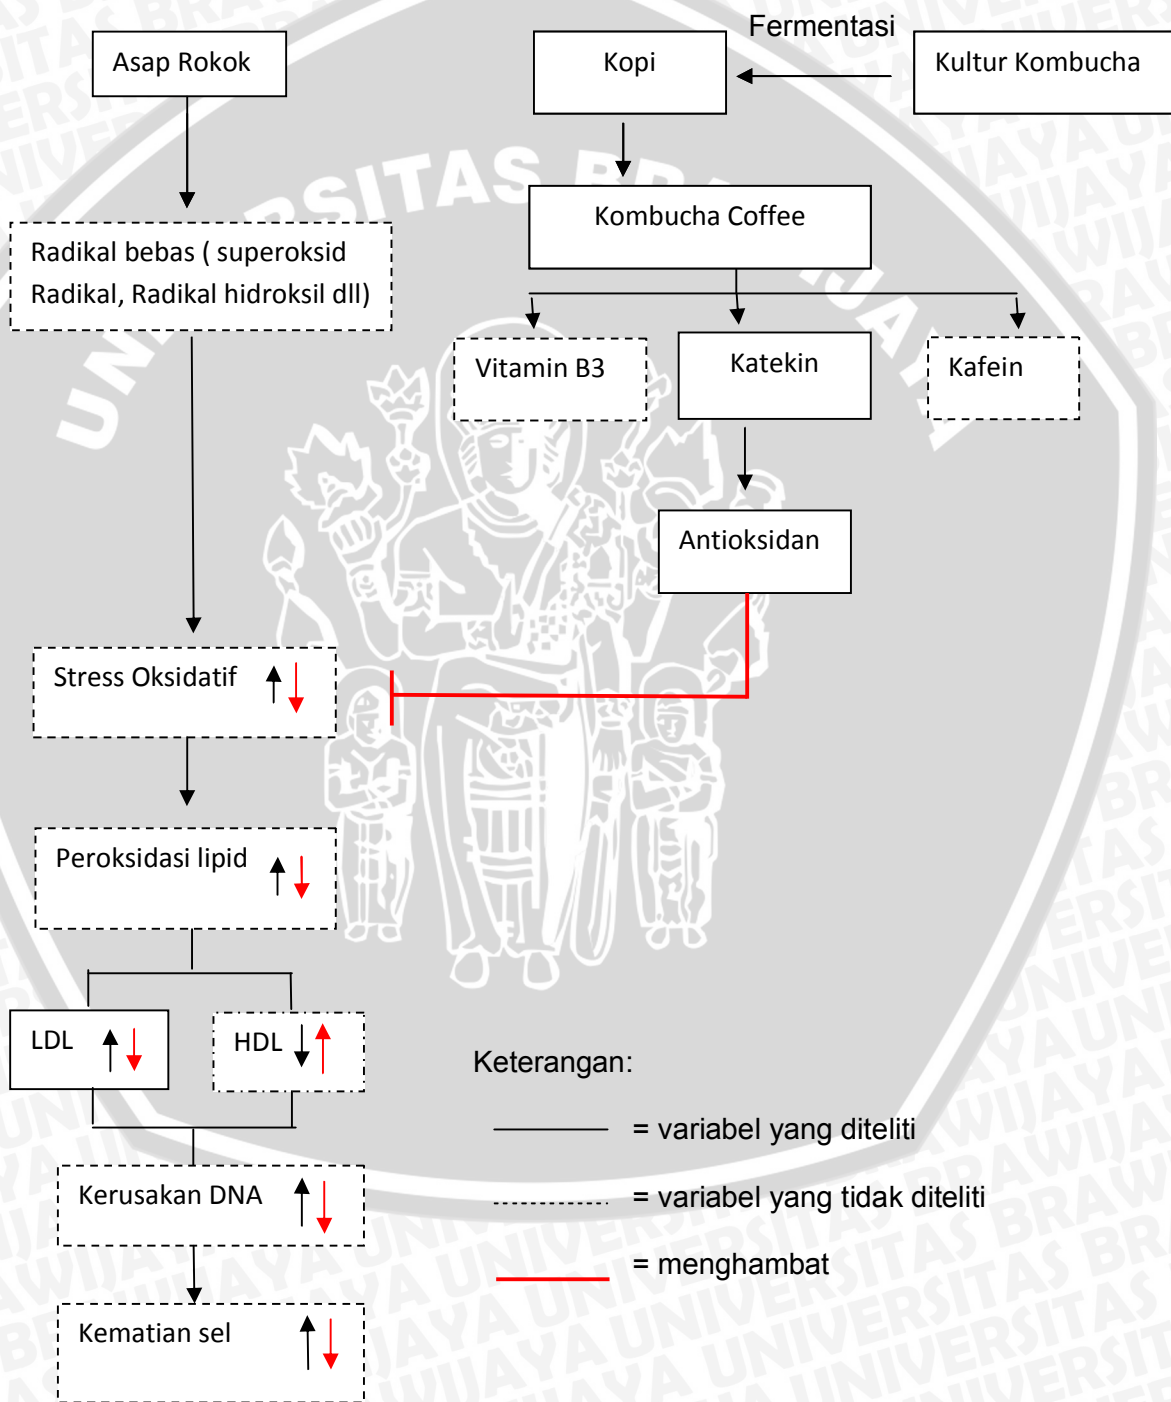 Fermentasi
Asap Rokok
Kopi
Kultur Kombucha
UNIVERSITAS BRAWIJAYA
Kombucha Coffee
Radikal bebas ( superoksid
Radikal, Radikal hidroksil dll)
Vitamin B3
Katekin
Kafein
Antioksidan
Stress Oksidatif
Peroksidasi lipid
LDL
HDL
Keterangan:
= variabel yang diteliti
Kerusakan DNA
= variabel yang tidak diteliti
= menghambat
Kematian sel